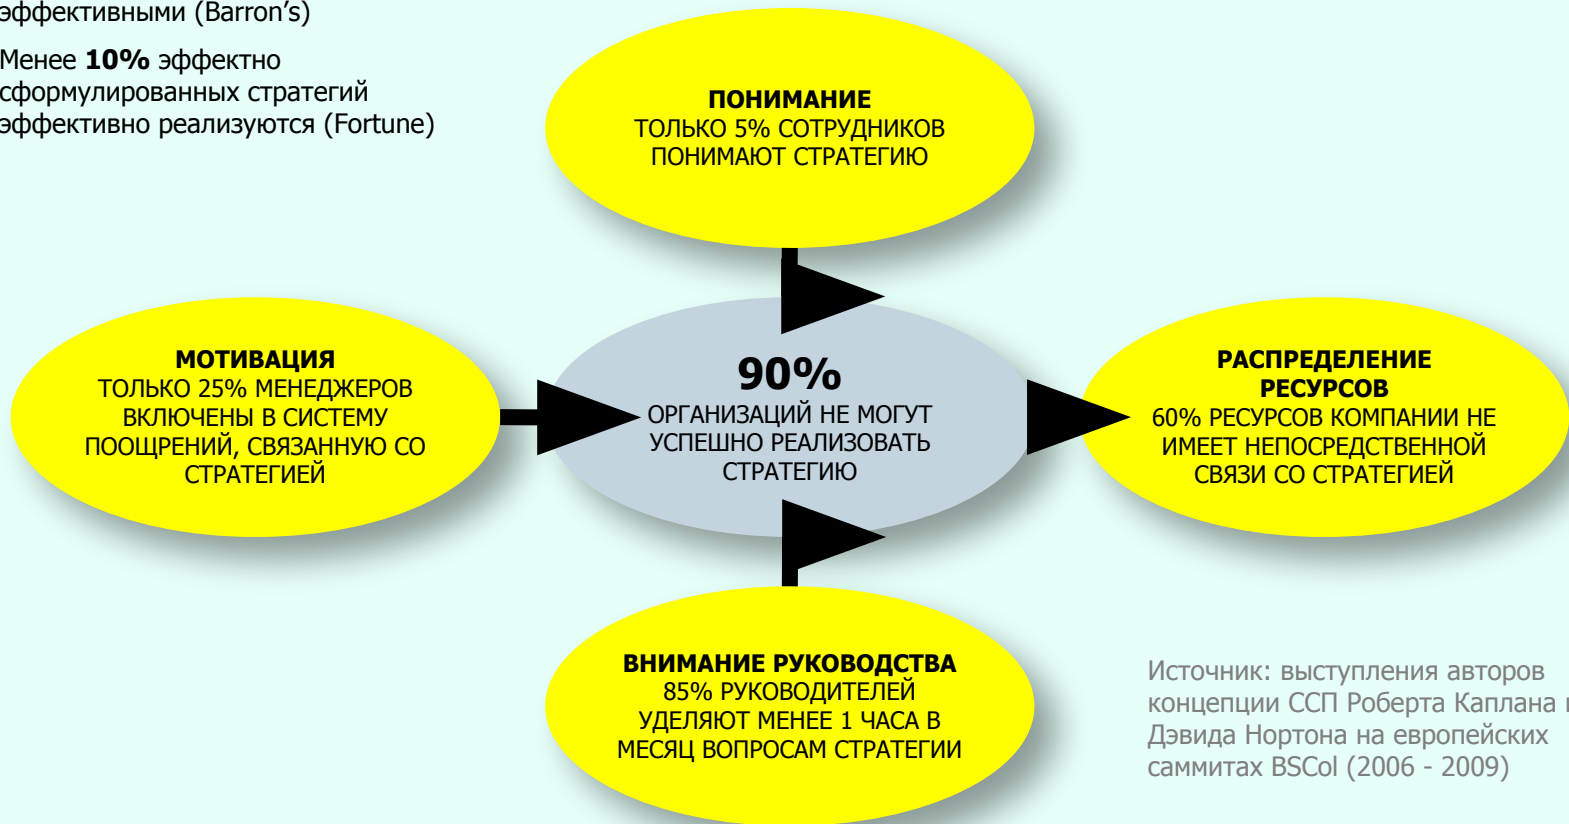 эффективными (Barron's)
Менее 10% эффектно
сформулированных стратегий
эффективно реализуются (Fortune)
ПОНИМАНИЕ
ТОЛЬКО 5% СОТРУДНИКОВ
ПОНИМАЮТ СТРАТЕГИЮ
МОТИВАЦИЯ
ТОЛЬКО 25% МЕНЕДЖЕРОВ
ВКЛЮЧЕНЫ В СИСТЕМУ
ПООЩРЕНИЙ, СВЯЗАННУЮ СО
СТРАТЕГИЕЙ
90%
ОРГАНИЗАЦИЙ НЕ МОГУТ
УСПЕШНО РЕАЛИЗОВАТЬ
СТРАТЕГИЮ
РАСПРЕДЕЛЕНИЕ
РЕСУРСОВ
60% РЕСУРСОВ КОМПАНИИ НЕ
ИМЕЕТ НЕПОСРЕДСТВЕННОЙ
СВЯЗИ СО СТРАТЕГИЕЙ
ВНИМАНИЕ РУКОВОДСТВА
85% РУКОВОДИТЕЛЕЙ
УДЕЛЯЮТ МЕНЕЕ 1 ЧАСА В
МЕСЯЦ ВОПРОСАМ СТРАТЕГИИ
Источник: выступления авторов
концепции ССП Роберта Каплана
Дэвида Нортона на европейских
саммитах BSCol (2006 - 2009)